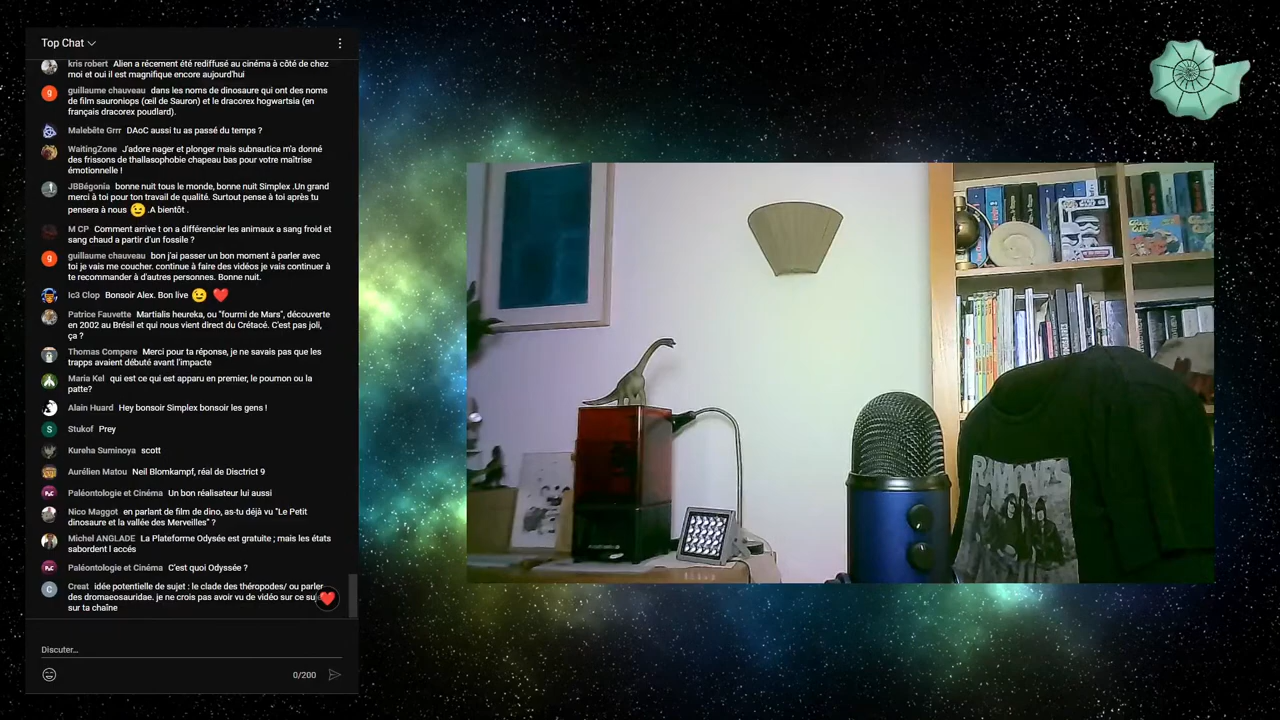 Top Chat
kris robert Alien a récement été rediffusé au cinéma à côté de chez
moi et oui il est magnifique encore aujourd'hui
guillaume chauveau dans les noms de dinosaure qui ont des noms
de film sauroniops (œil de Sauron) et le dracorex hogwartsia (en
français dracorex poudlard).
Malebête Grrr DAoC aussi tu as passé du temps ?
WaitingZone J'adore nager et plonger mais subnautica m'a donné
des frissons de thallasophobie chapeau bas pour votre maîtrise
émotionnelle !
JBBégonia bonne nuit tous le monde, bonne nuit Simplex .Un grand
merci à toi pour ton travail de qualité. Surtout pense à toi après tu
pensera à nous 😉 .A bientôt .
M CP Comment arrive t on a différencier les animaux a sang froid et
sang chaud a partir d'un fossile ?
guillaume chauveau bon j'ai passer un bon moment à parler avec
toi je vais me coucher. continue à faire des vidéos je vais continuer à
te recommander à d'autres personnes. Bonne nuit.
Ic3 Clop Bonsoir Alex. Bon live 😉 ❤️
Patrice Fauvette Martialis heureka, ou "fourmi de Mars", découverte
en 2002 au Brésil et qui nous vient direct du Crétacé. C'est pas joli,
ça ?
Thomas Compere Merci pour ta réponse, je ne savais pas que les
trapps avaient débuté avant l'impacte
Maria Kel qui est ce qui est apparu en premier, le poumon ou la
patte?
Alain Huard Hey bonsoir Simplex bonsoir les gens !
S Stukof Prey
Kureha Suminoya scott
Aurélien Matou Neil Blomkampf, réal de Disctrict 9
Paléontologie et Cinéma Un bon réalisateur lui aussi
Nico Maggot en parlant de film de dino, as-tu déjà vu "Le Petit
dinosaure et la vallée des Merveilles" ?
Michel ANGLADE La Plateforme Odysée est gratuite ; mais les états
sabordent l accés
Paléontologie et Cinéma C'est quoi Odyssée ?
Creat idée potentielle de sujet : le clade des théropodes/ ou parler
des dromaeosauridae. je ne crois pas avoir vu de vidéo sur ce
sur ta chaîne
Discuter...
0/200
RAMONES